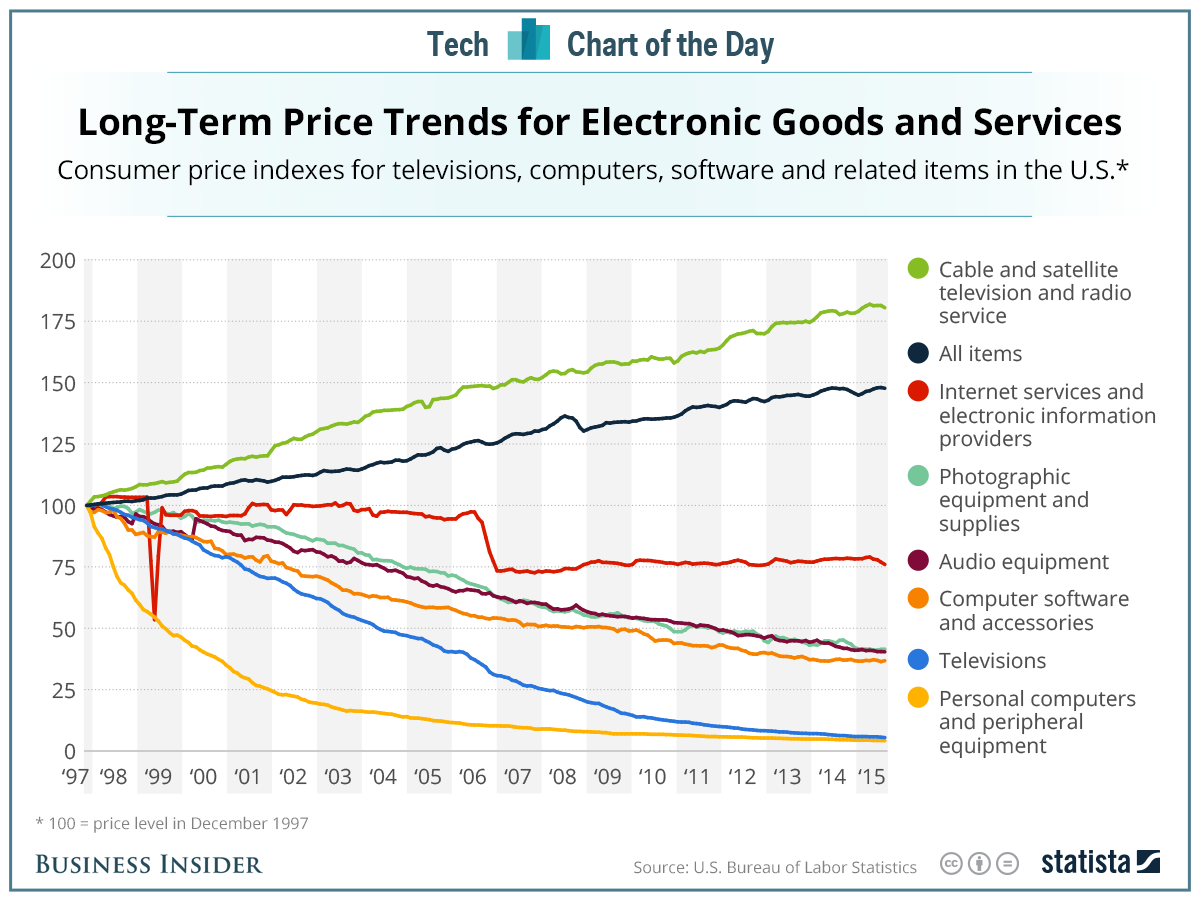 Tech Chart of the Day
Long-Term Price Trends for Electronic Goods and Services
Consumer price indexes for televisions, computers, software and related items in the U.S.*
200
175
150
125
100
75
50
25
0
‘97 ‘98 ‘99 ‘00 ‘01 ‘02 ‘03 ‘04 ‘05 ‘06 ‘07 ‘08 ‘09 ‘10 ‘11 ‘12 ‘13 ‘14 ‘15
Cable and satellite
television and radio
service
All items
Internet services and
electronic information
providers
Photographic
equipment and
supplies
Audio equipment
Computer software
and accessories
Televisions
Personal computers
and peripheral
equipment
* 100 = price level in December 1997
BUSINESS INSIDER
Source: U.S. Bureau of Labor Statistics
cc
statista